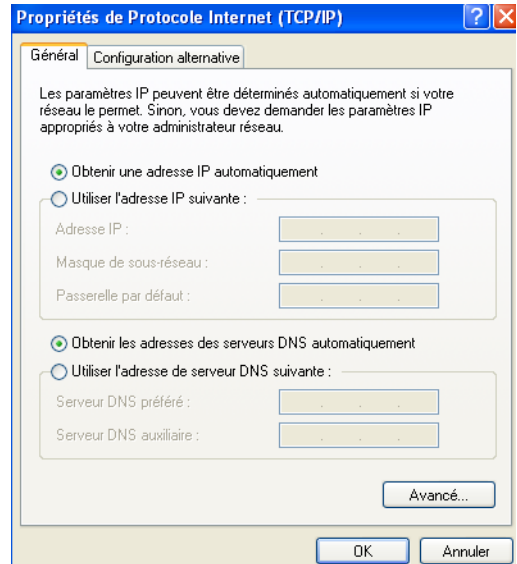 Propriétés de Protocole Internet (TCP/IP)
Général
Configuration alternative
Les paramètres IP peuvent être déterminés automatiquement si votre
réseau le permet. Sinon, vous devez demander les paramètres IP
appropriés à votre administrateur réseau.
Obtenir une adresse IP automatiquement
Utiliser l'adresse IP suivante :
Adresse IP :
Masque de sous-réseau :
Passerelle par défaut :
Obtenir les adresses des serveurs DNS automatiquement
Utiliser l'adresse de serveur DNS suivante :
Serveur DNS préféré :
Serveur DNS auxiliaire :
Avancé...
OK
Annuler